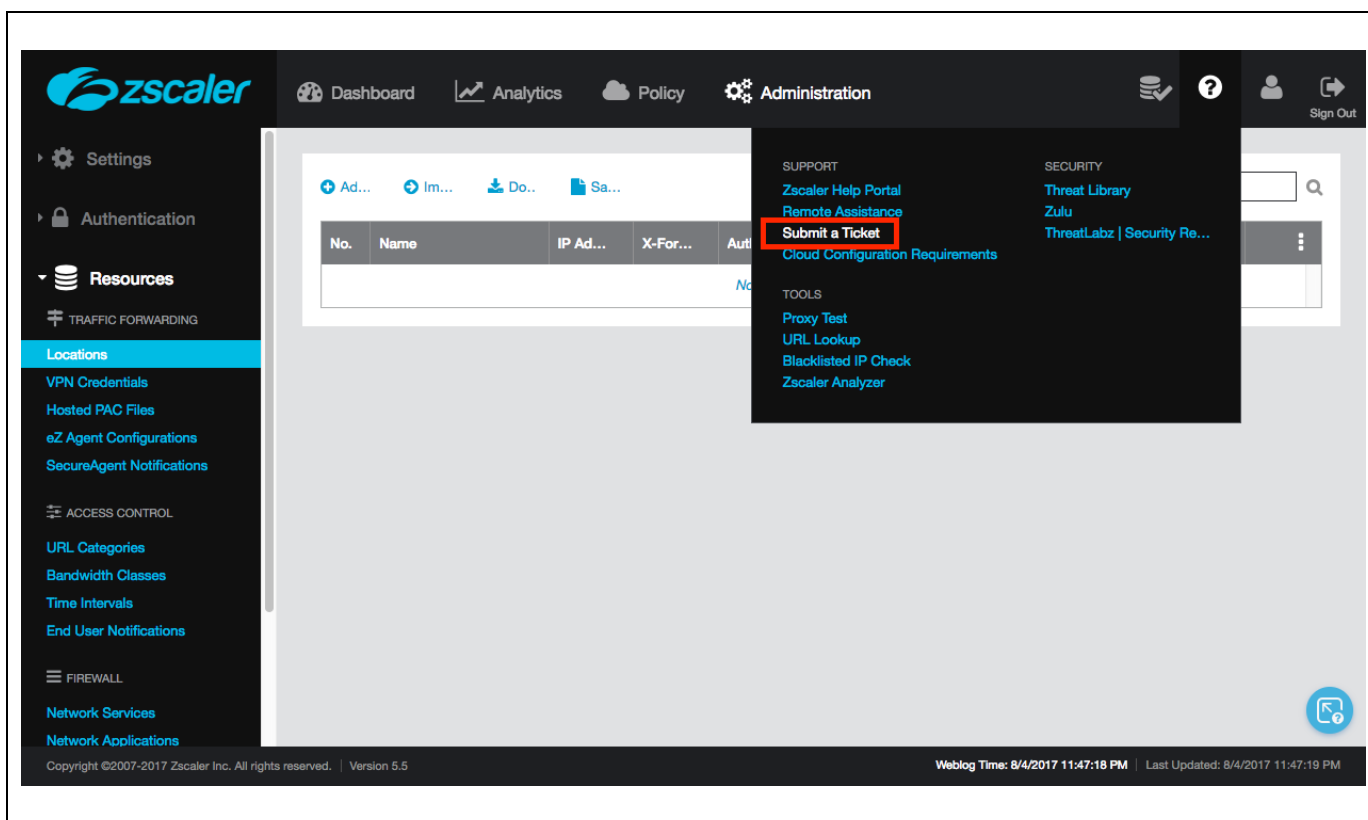 zscaler
Dashboard
Analytics
Policy
Administration
Sign Out
Settings
Authentication
Resources
TRAFFIC FORWARDING
Locations
VPN Credentials
Hosted PAC Files
eZ Agent Configurations
SecureAgent Notifications
ACCESS CONTROL
URL Categories
Bandwidth Classes
Time Intervals
End User Notifications
FIREWALL
Network Services
Network Applications
Ad...
Im...
Do..
Sa...
No.
Name
IP Ad...
X-For...
Aut
No
SUPPORT
Zscaler Help Portal
Remote Assistance
Submit a Ticket
Cloud Configuration Requirements
TOOLS
Proxy Test
URL Lookup
Blacklisted IP Check
Zscaler Analyzer
SECURITY
Threat Library
Zulu
ThreatLabz | Security Re...
Copyright ©2007-2017 Zscaler Inc. All rights reserved. | Version 5.5
Weblog Time: 8/4/2017 11:47:18 PM | Last Updated: 8/4/2017 11:47:19 PM